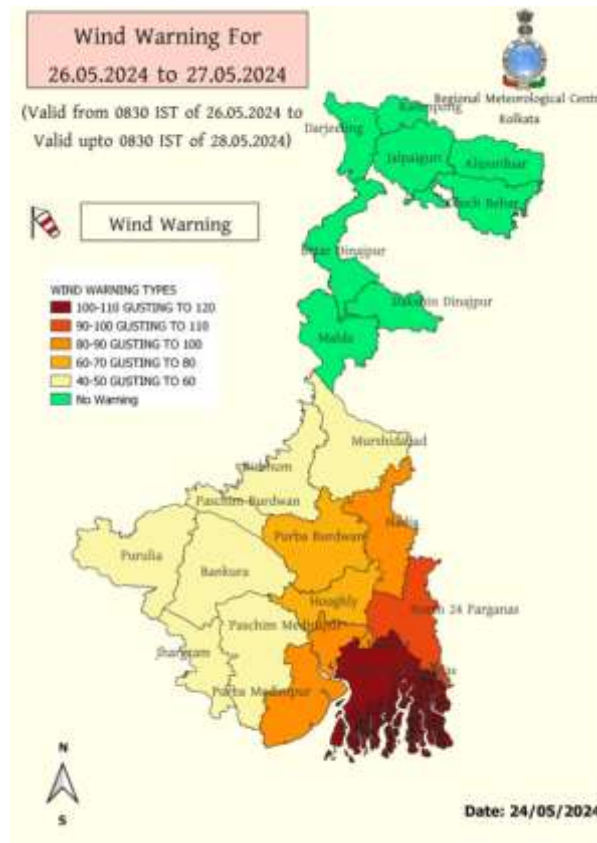 Wind Warning For
26.05.2024 to 27.05.2024
(Valid from 0830 IST of 26.05.2024 to
Valid upto 0830 IST of 28.05.2024)
Regional Meteorological Centr
Kolkata
Darjeeling
Jalpaiguri
Alipurduar
Cooch Behar
Wind Warning
Uttar Dinajpur
Dakshin Dinajpur
Malda
WIND WARNING TYPES
100-110 GUSTING TO 120
90-100 GUSTING TO 110
80-90 GUSTING TO 100
60-70 GUSTING TO 80
40-50 GUSTING TO 60
No Warning
Murshidabad
Birbhum
Paschim Burdwan
Nadia
Purba Burdwan
Purulia
Bankura
Hooghly
North 24 Parganas
Paschim Medinipur
Jhargram
Purba Medinipur
N
S
Date: 24/05/2024